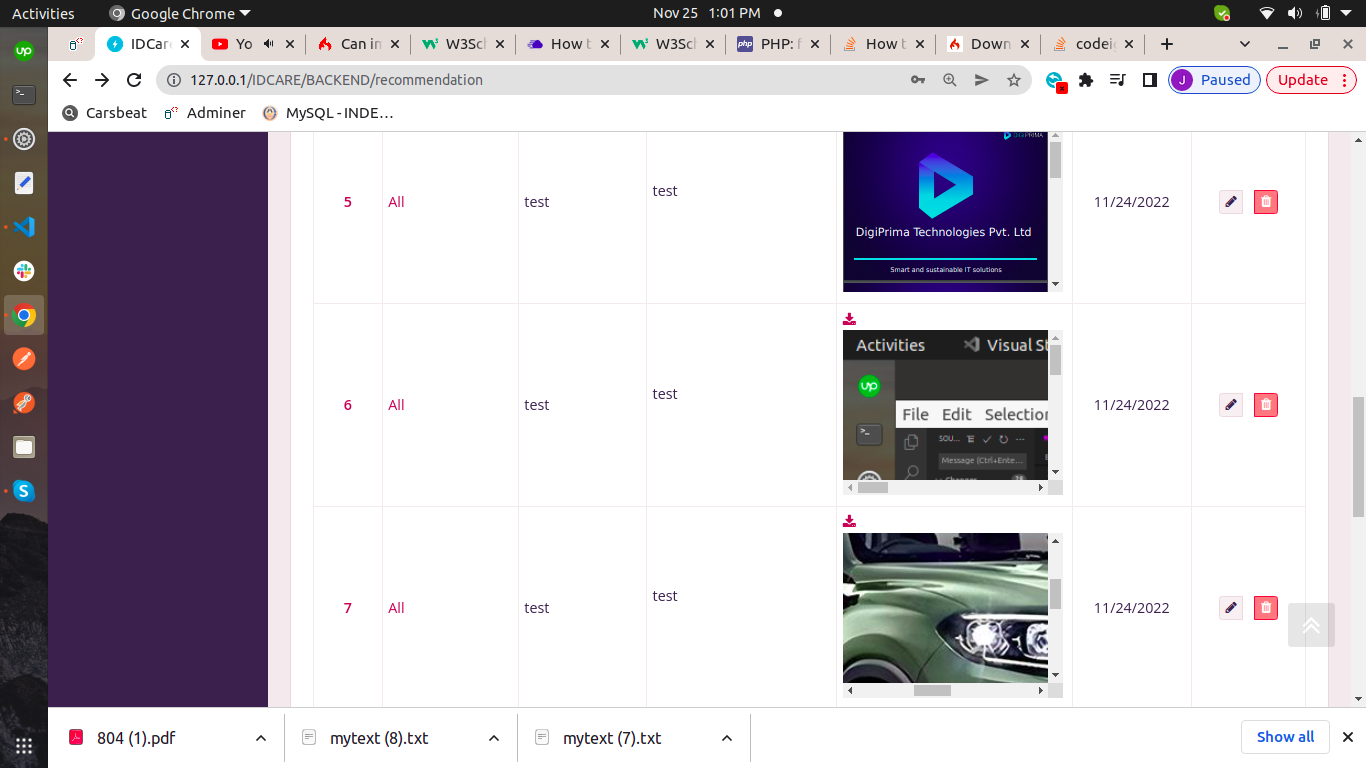 Activities
Google Chrome
Nov 25 1:01 PM
IDCare
Yo
Can in
W3Sch
How t
W3Sch
PHP: f
How t
Down
codeig
127.0.0.1/IDCARE/BACKEND/recommendation
J
Paused
Update
Carsbeat
Adminer
MySQL - INDE…
DIGIPRIMA
DigiPrima Technologies Pvt. Ltd
Smart and sustainable IT solutions
5
All
test
test
11/24/2022
Activities
Visual St
up
File Edit Selection
SOU...
Message (Ctrl+Ente...
Changes
28
6
All
test
test
11/24/2022
7
All
test
test
11/24/2022
804 (1).pdf
mytext (8).txt
mytext (7).txt
Show all